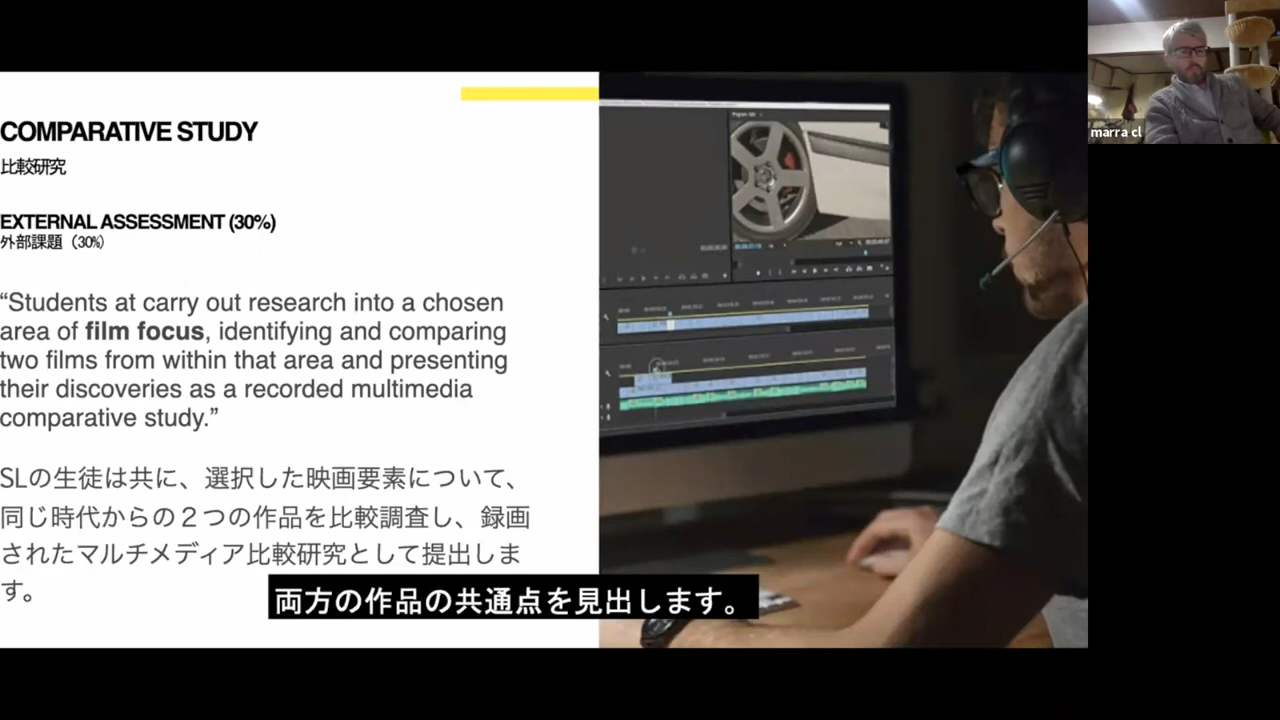 COMPARATIVE STUDY
比較研究
EXTERNAL ASSESSMENT (30%)
外部課題（30%）
“Students at carry out research into a chosen
area of film focus, identifying and comparing
two films from within that area and presenting
their discoveries as a recorded multimedia
comparative study.”
SLの生徒は共に、選択した映画要素について、
同じ時代からの２つの作品を比較調査し、録画
されたマルチメディア比較研究として提出しま
す。
両方の作品の共通点を見出します。
marra cl